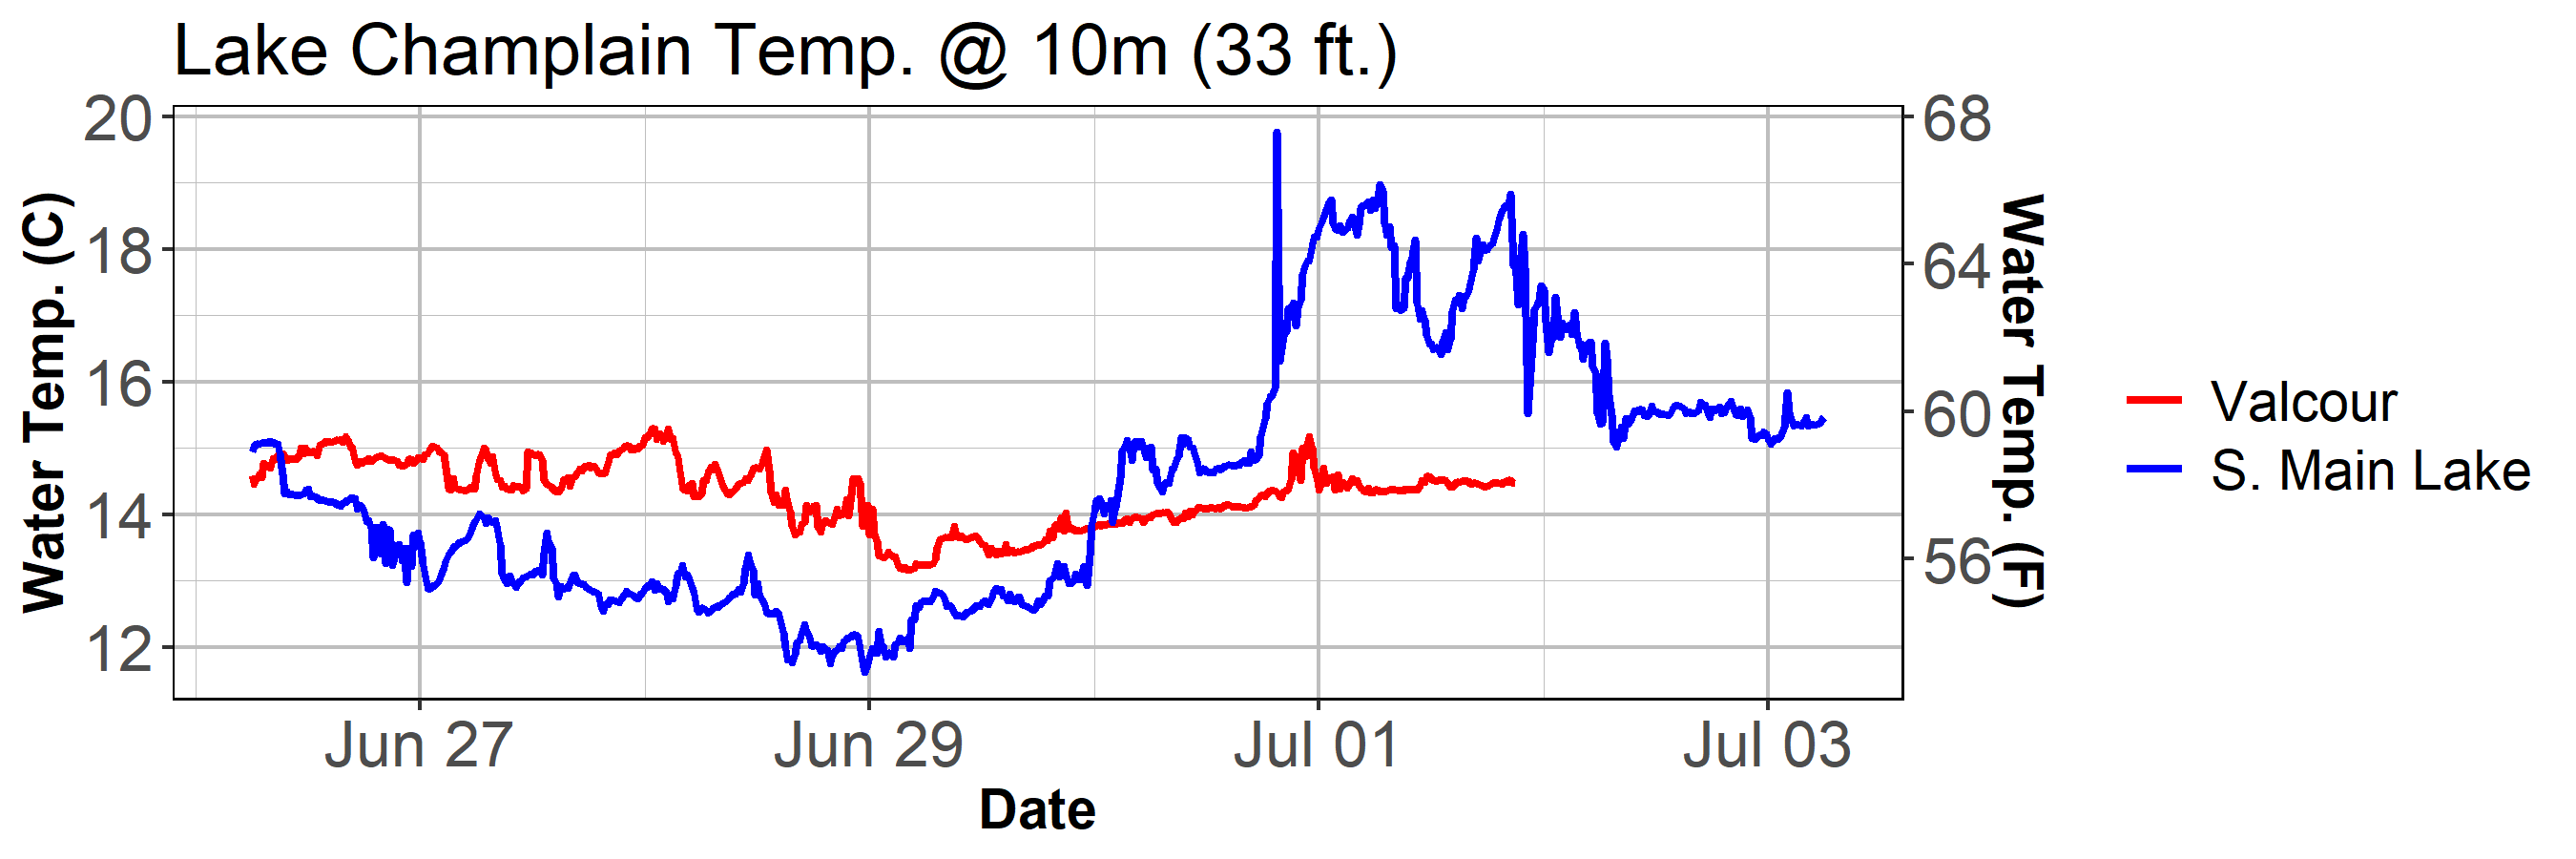 Lake Champlain Temp. @ 10m (33 ft.)
Water Temp. (C)
20
18
16
14
12
68
64
60
56
Water Temp. (F)
Jun 27
Jun 29
Jul 01
Jul 03
Date
Valcour
S. Main Lake